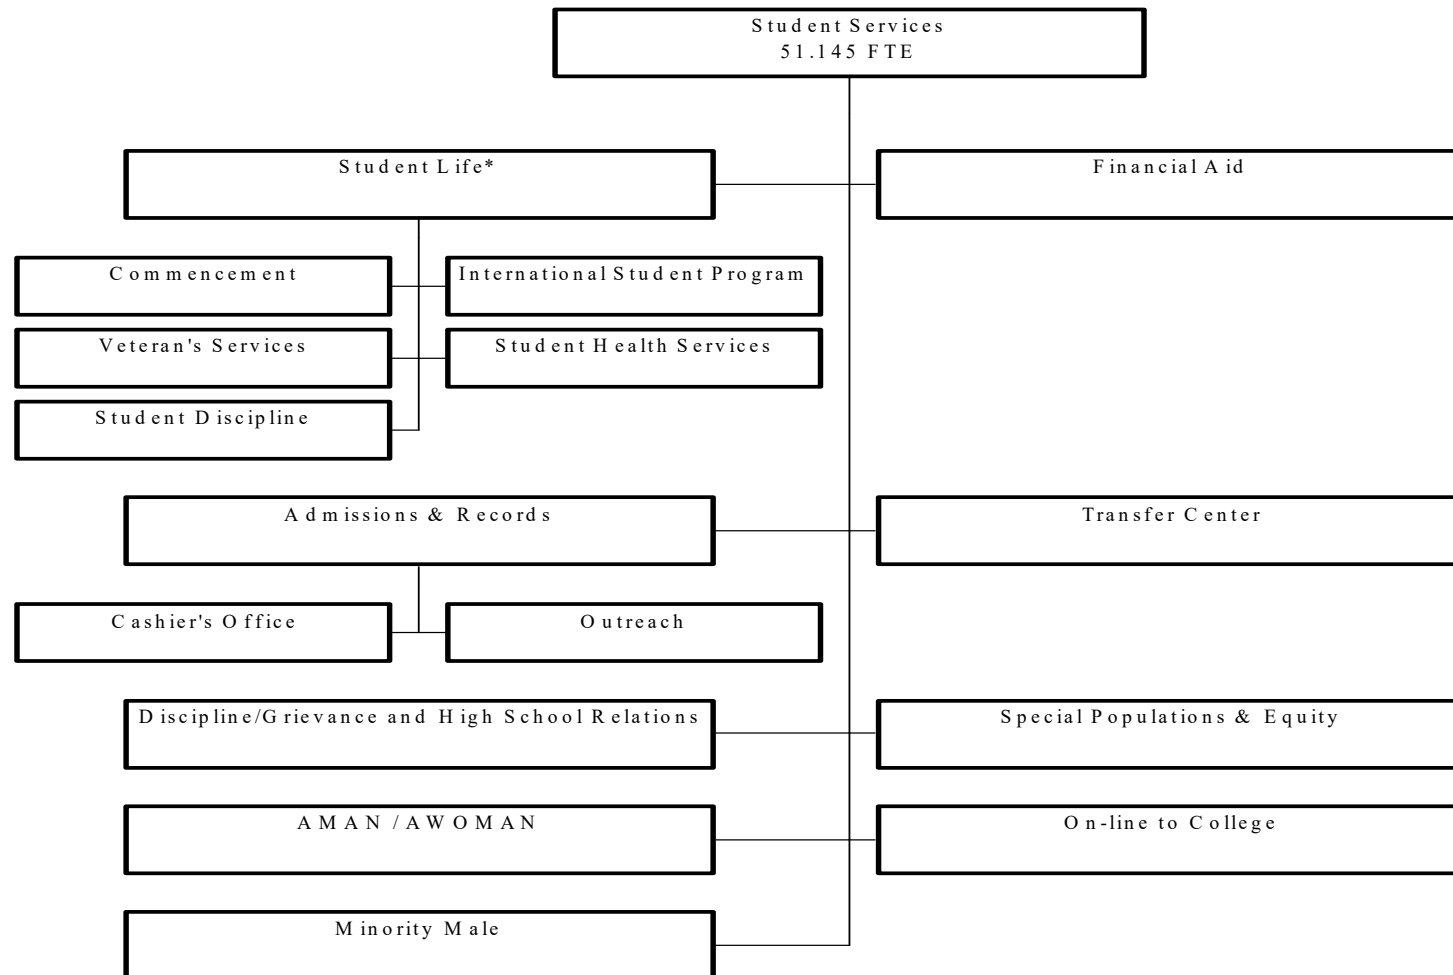 Student Services
51.145 FTE
Student Life*
Financial Aid
Commencement
International Student Program
Veteran's Services
Student Health Services
Student Discipline
Admissions & Records
Transfer Center
Cashier's Office
Outreach
Discipline/Grievance and High School Relations
Special Populations & Equity
AMAN /AWOMAN
On-line to College
Minority Male